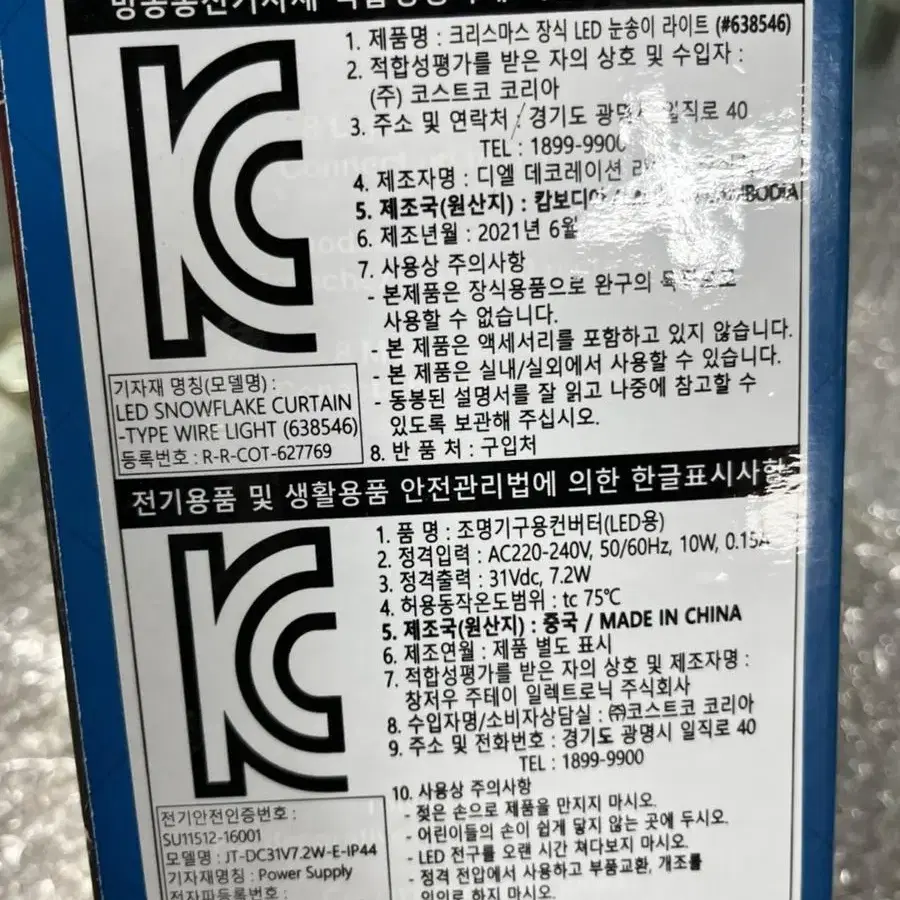 1. 제품명 : 크리스마스 장식 LED 눈송이 라이트 (#638546)
2. 적합성평가를 받은 자의 상호 및 수입자 :
(주) 코스트코 코리아
3. 주소 및 연락처 : 경기도 광명시 일직로 40
TEL : 1899-9900
4. 제조자명 : 디엘 데코레이션
5. 제조국(원산지) : 캄보디아
6. 제조년월 : 2021년 6월
7. 사용상 주의사항
- 본제품은 장식용품으로 완구의 목적으로
사용할 수 없습니다.
- 본 제품은 액세서리를 포함하고 있지 않습니다.
- 본 제품은 실내/실외에서 사용할 수 있습니다.
- 동봉된 설명서를 잘 읽고 나중에 참고할 수
있도록 보관해 주십시오.
8. 반 품 처 : 구입처
기자재 명칭(모델명) :
LED SNOWFLAKE CURTAIN
-TYPE WIRE LIGHT (638546)
등록번호 : R-R-COT-627769
전기용품 및 생활용품 안전관리법에 의한 한글표시사항
1. 품 명 : 조명기구용컨버터(LED용)
2. 정격입력 : AC220-240V, 50/60Hz, 10W, 0.15A
3. 정격출력 : 31Vdc, 7.2W
4. 허용동작온도범위 : tc 75℃
5. 제조국(원산지) : 중국 / MADE IN CHINA
6. 제조연월 : 제품 별도 표시
7. 적합성평가를 받은 자의 상호 및 제조자명 :
창저우 주테이 일렉트로닉 주식회사
8. 수입자명/소비자상담실 : ㈜코스트코 코리아
9. 주소 및 전화번호 : 경기도 광명시 일직로 40
TEL : 1899-9900
10. 사용상 주의사항
- 젖은 손으로 제품을 만지지 마시오.
- 어린이들의 손이 쉽게 닿지 않는 곳에 두시오.
- LED 전구를 오랜 시간 쳐다보지 마시오.
- 정격 전압에서 사용하고 부품교환, 개조를
임의로 하지 마시오.
전기안전인증번호 :
SU11512-16001
모델명 : JT-DC31V7.2W-E-IP44
기자재명칭 : Power Supply
전자파등록번호 :